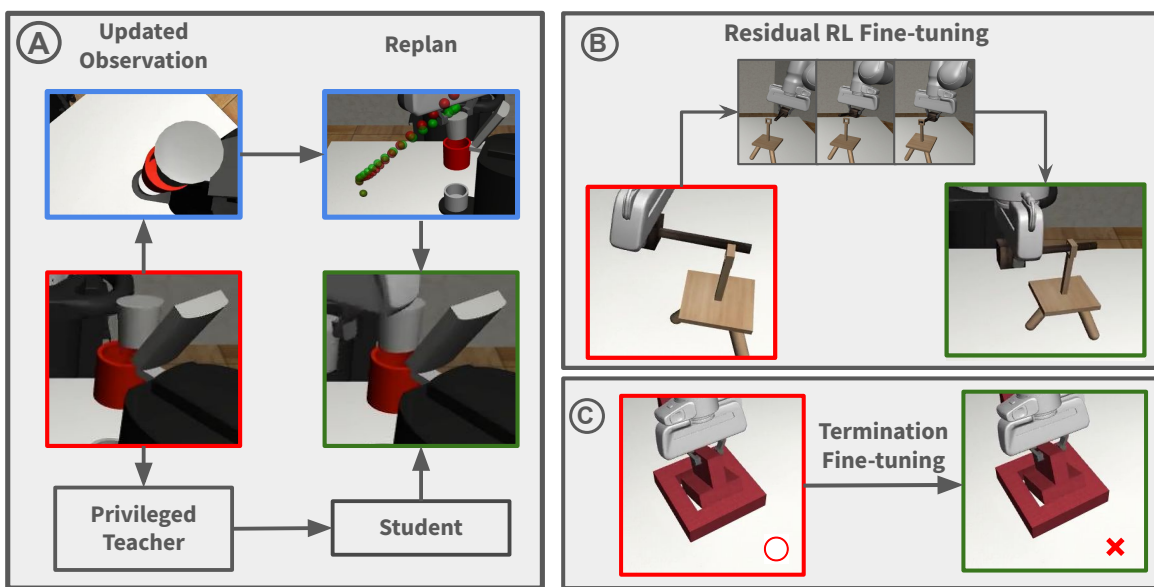 A
Updated
Observation
Replan
Privileged
Teacher
Student
B
Residual RL Fine-tuning
C
Termination
Fine-tuning